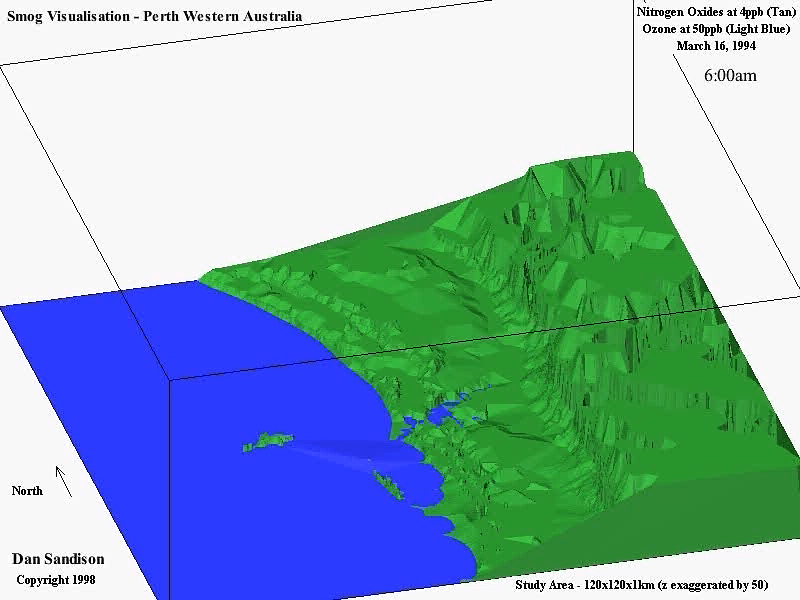 Smog Visualisation - Perth Western Australia
Nitrogen Oxides at 4ppb (Tan)
Ozone at 50ppb (Light Blue)
March 16, 1994
6:00am
North
Dan Sandison
Copyright 1998
Study Area - 120x120x1km (z exaggerated by 50)